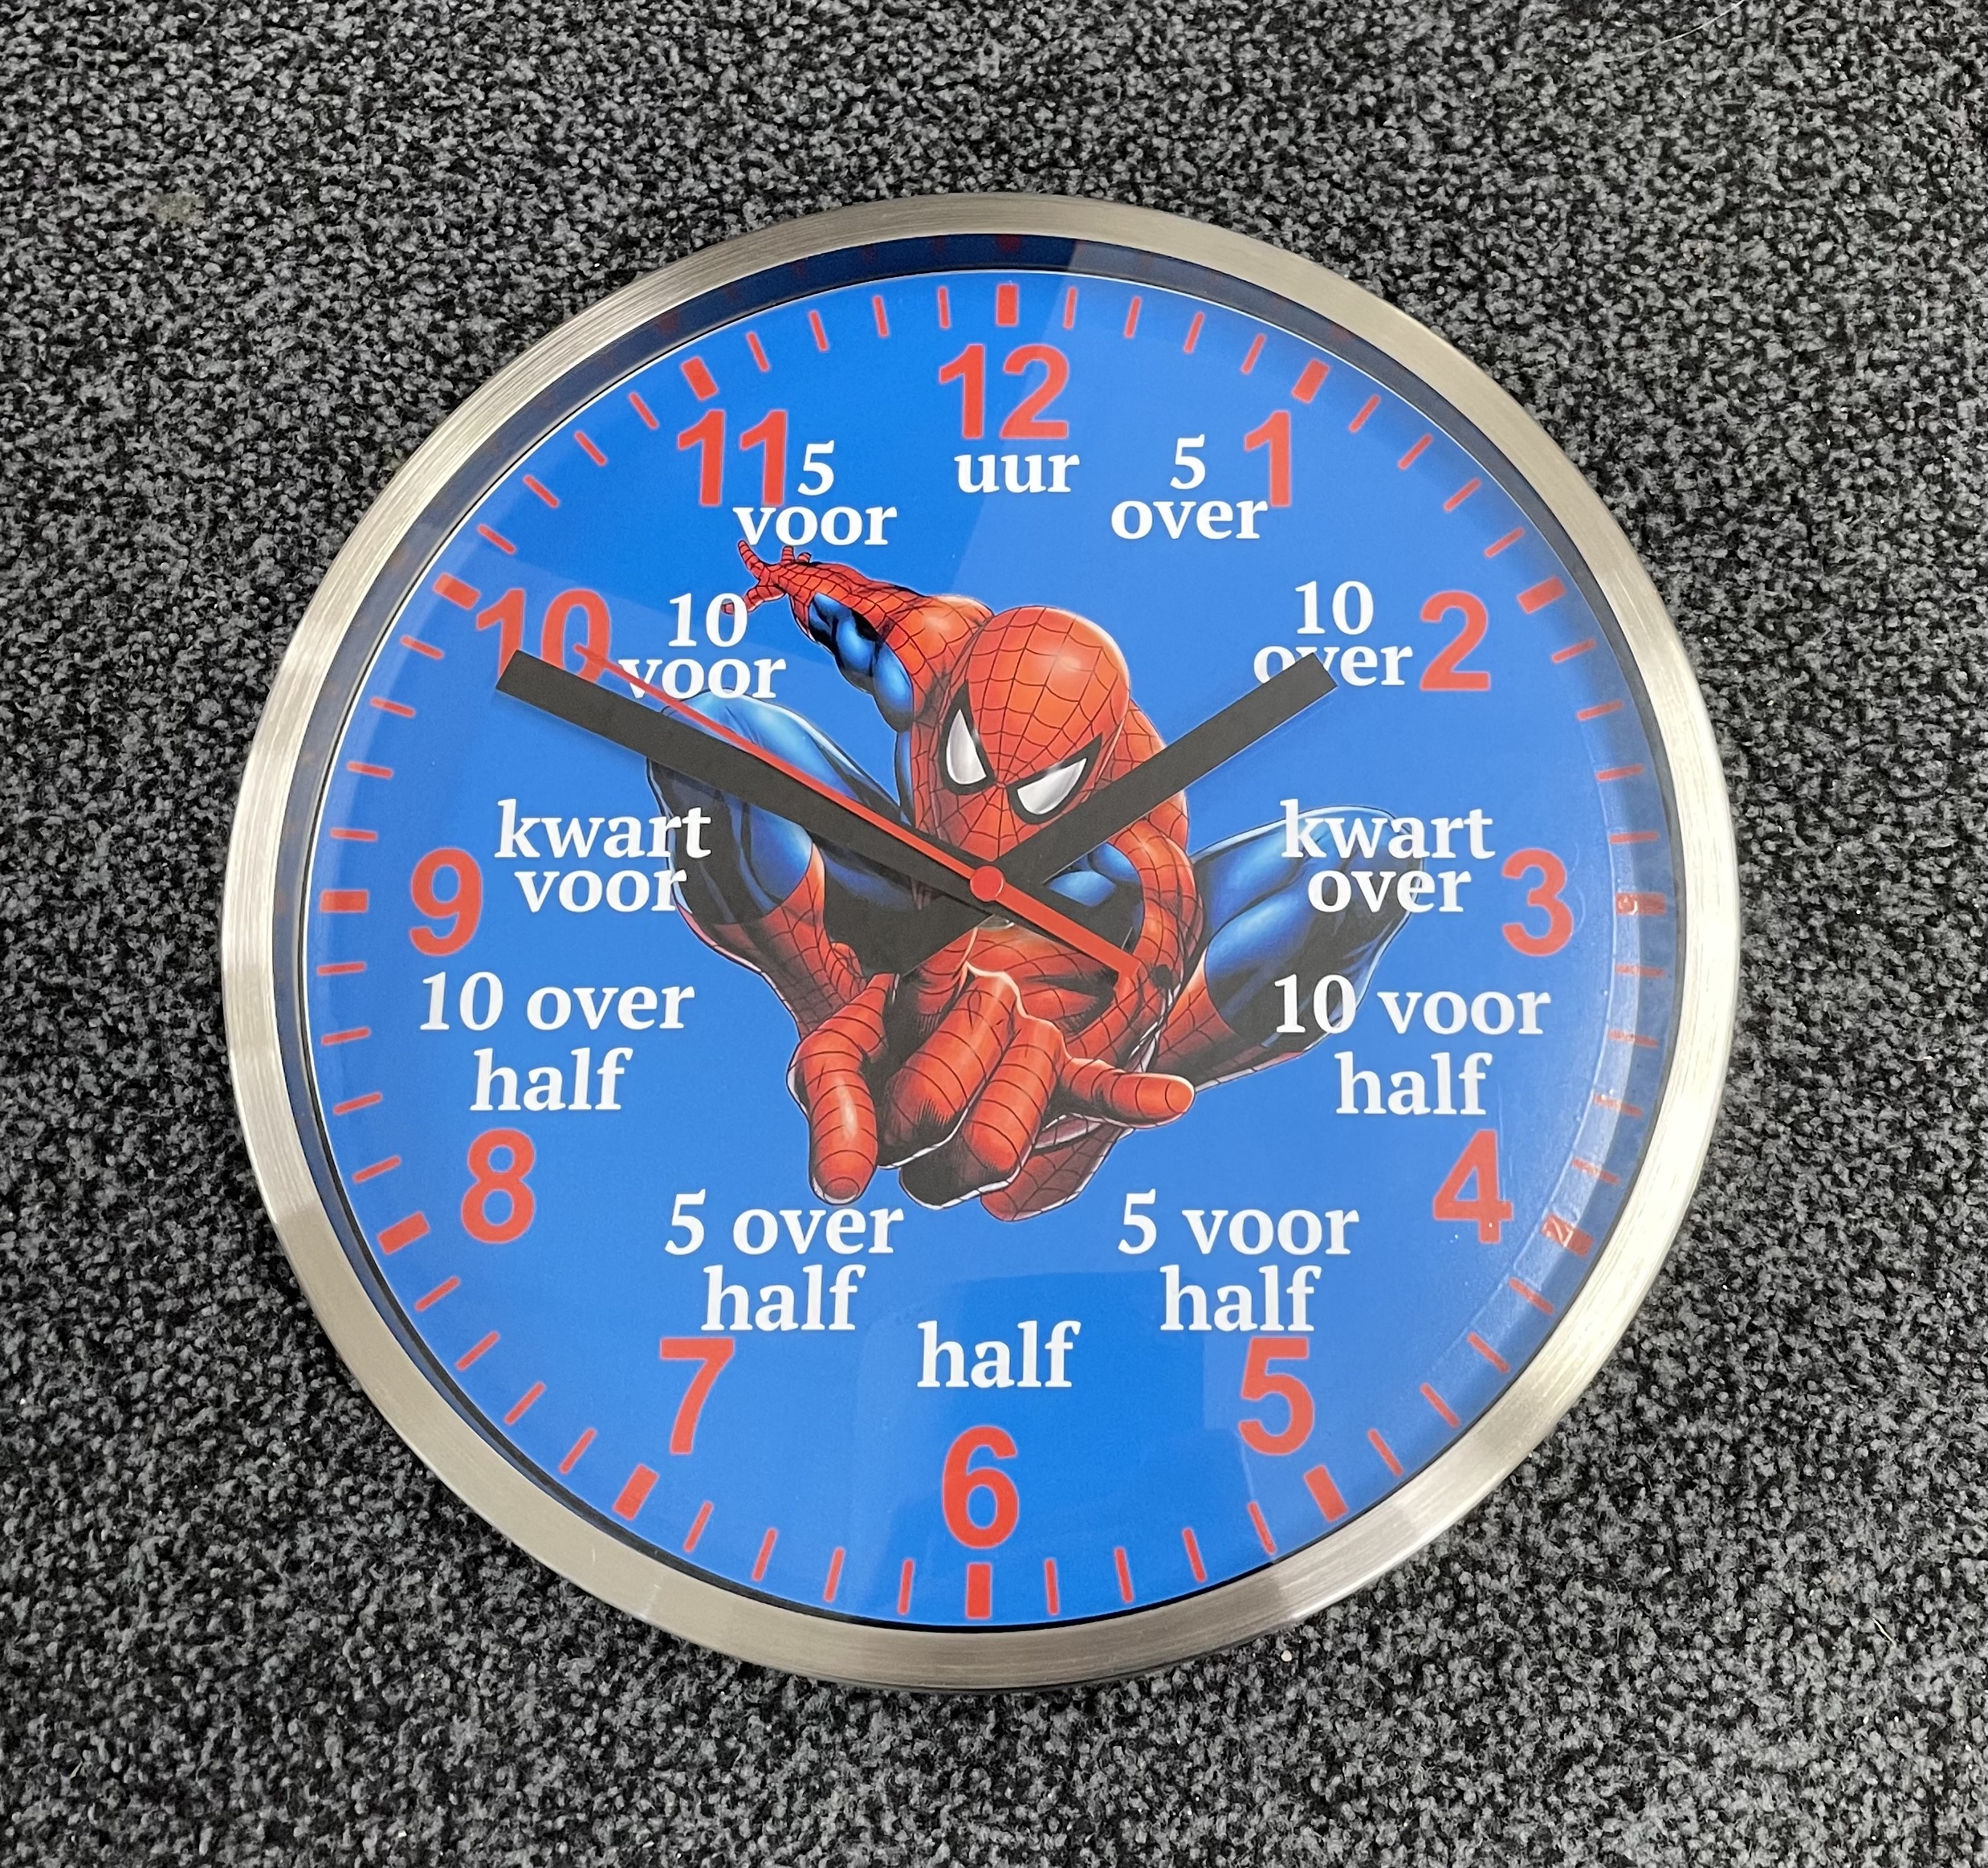 12
uur
11
5
voor
5
over
1
10
10
voor
10
over
2
kwart
voor
kwart
over
9
3
10 over
half
10 voor
half
8
4
5 over
half
5 voor
half
7
half
5
6